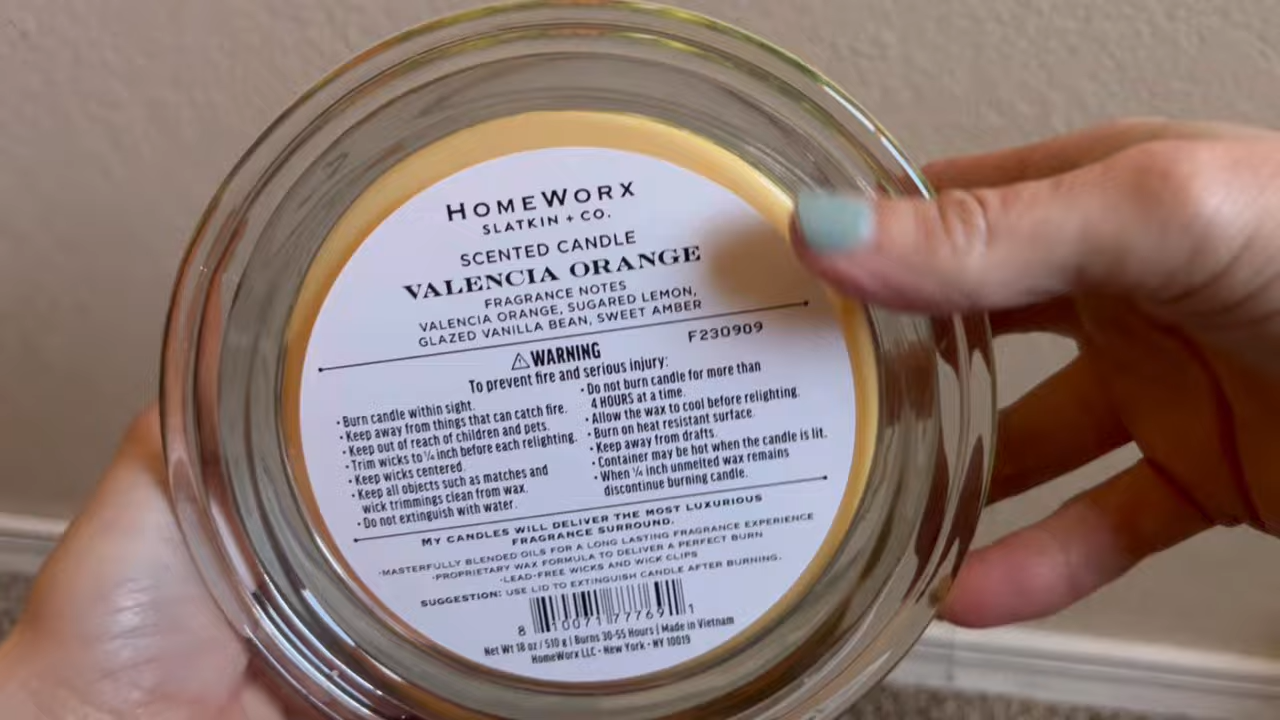 HOMEWORX
SLATKIN + CO.
SCENTED CANDLE
VALENCIA ORANGE
FRAGRANCE NOTES
VALENCIA ORANGE, SUGARED LEMON,
GLAZED VANILLA BEAN, SWEET AMBER
F230909
⚠WARNING
To prevent fire and serious injury:
• Burn candle within sight.
• Keep away from things that can catch fire.
• Keep out of reach of children and pets.
• Trim wicks to ¼ inch before each relighting.
• Keep wicks centered.
• Keep all objects such as matches and
wick trimmings clean from wax.
• Do not extinguish with water.
• Do not burn candle for more than
4 HOURS at a time.
• Allow the wax to cool before relighting.
• Burn on heat resistant surface.
• Keep away from drafts.
• Container may be hot when the candle is lit.
• When ¼ inch unmelted wax remains
discontinue burning candle.
MY CANDLES WILL DELIVER THE MOST LUXURIOUS
FRAGRANCE SURROUND.
•MASTERFULLY BLENDED OILS FOR A LONG LASTING FRAGRANCE EXPERIENCE
•PROPRIETARY WAX FORMULA TO DELIVER A PERFECT BURN
•LEAD-FREE WICKS AND WICK CLIPS
SUGGESTION: USE LID TO EXTINGUISH CANDLE AFTER BURNING.
8 10071 77769 1
Net Wt 18 oz / 510 g | Burns 30-55 Hours | Made in Vietnam
HomeWorx LLC • New York • NY 10019